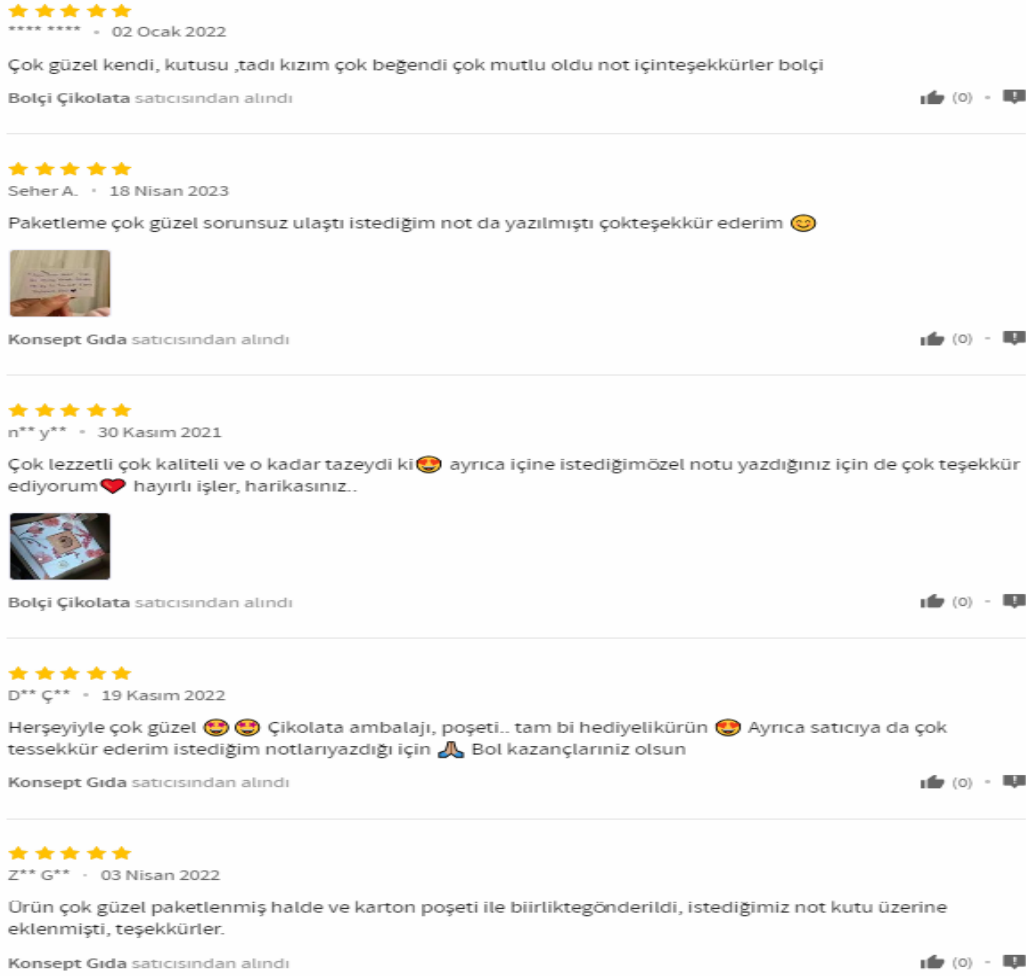 **** **** • 02 Ocak 2022
Çok güzel kendi, kutusu ,tadı kızım çok beğendi çok mutlu oldu not içinteşekkürler bolçi
Bolçi Çikolata satıcısından alındı (0)
Seher A. • 18 Nisan 2023
Paketleme çok güzel sorunsuz ulaştı istediğim not da yazılmıştı çokteşekkür ederim 😊
Konsept Gıda satıcısından alındı (0)
n** y** • 30 Kasım 2021
Çok lezzetli çok kaliteli ve o kadar tazeydi ki😍 ayrıca içine istediğimözel notu yazdığınız için de çok teşekkür
ediyorum❤️ hayırlı işler, harikasınız..
Bolçi Çikolata satıcısından alındı (0)
D** Ç** • 19 Kasım 2022
Herşeyiyle çok güzel 😍 😍 Çikolata ambalajı, poşeti.. tam bi hediyelikürün 😍 Ayrıca satıcıya da çok
tessekkür ederim istediğim notlarıyazdığı için 🙏🏼 Bol kazançlarınız olsun
Konsept Gıda satıcısından alındı (0)
Z** G** • 03 Nisan 2022
Ürün çok güzel paketlenmiş halde ve karton poşeti ile biirliktegönderildi, istediğimiz not kutu üzerine
eklenmişti, teşekkürler.
Konsept Gıda satıcısından alındı (0)